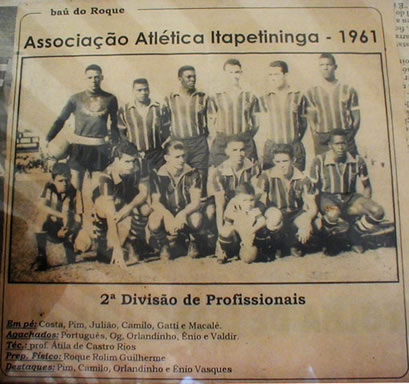 baú do Roque
Associação Atlética Itapetininga - 1961
2ª Divisão de Profissionais
Em pé: Costa, Pim, Julião, Camilo, Gatti e Macalé.
Agachados: Português, Og, Orlandinho, Ênio e Valdir.
Téc.: prof. Átila de Castro Rios
Prep. Físico: Roque Rolim Guilherme
Destaques: Pim, Camilo, Orlandinho e Ênio Vasques